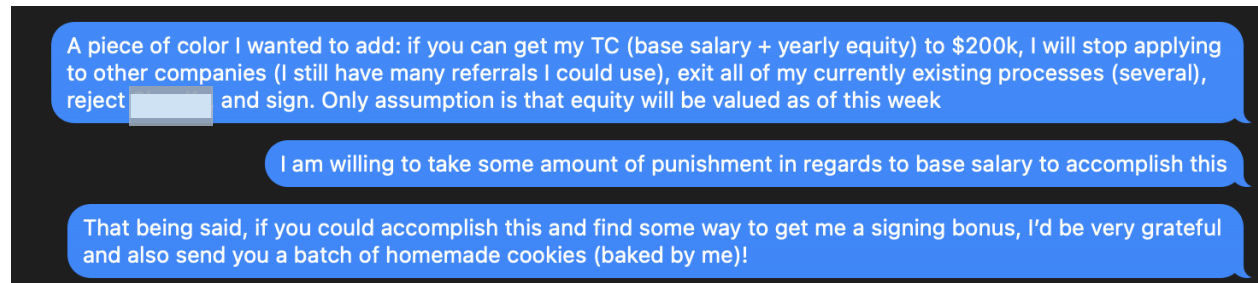 A piece of color I wanted to add: if you can get my TC (base salary + yearly equity) to $200k, I will stop applying
to other companies (I still have many referrals I could use), exit all of my currently existing processes (several),
reject and sign. Only assumption is that equity will be valued as of this week
I am willing to take some amount of punishment in regards to base salary to accomplish this
That being said, if you could accomplish this and find some way to get me a signing bonus, I’d be very grateful
and also send you a batch of homemade cookies (baked by me)!